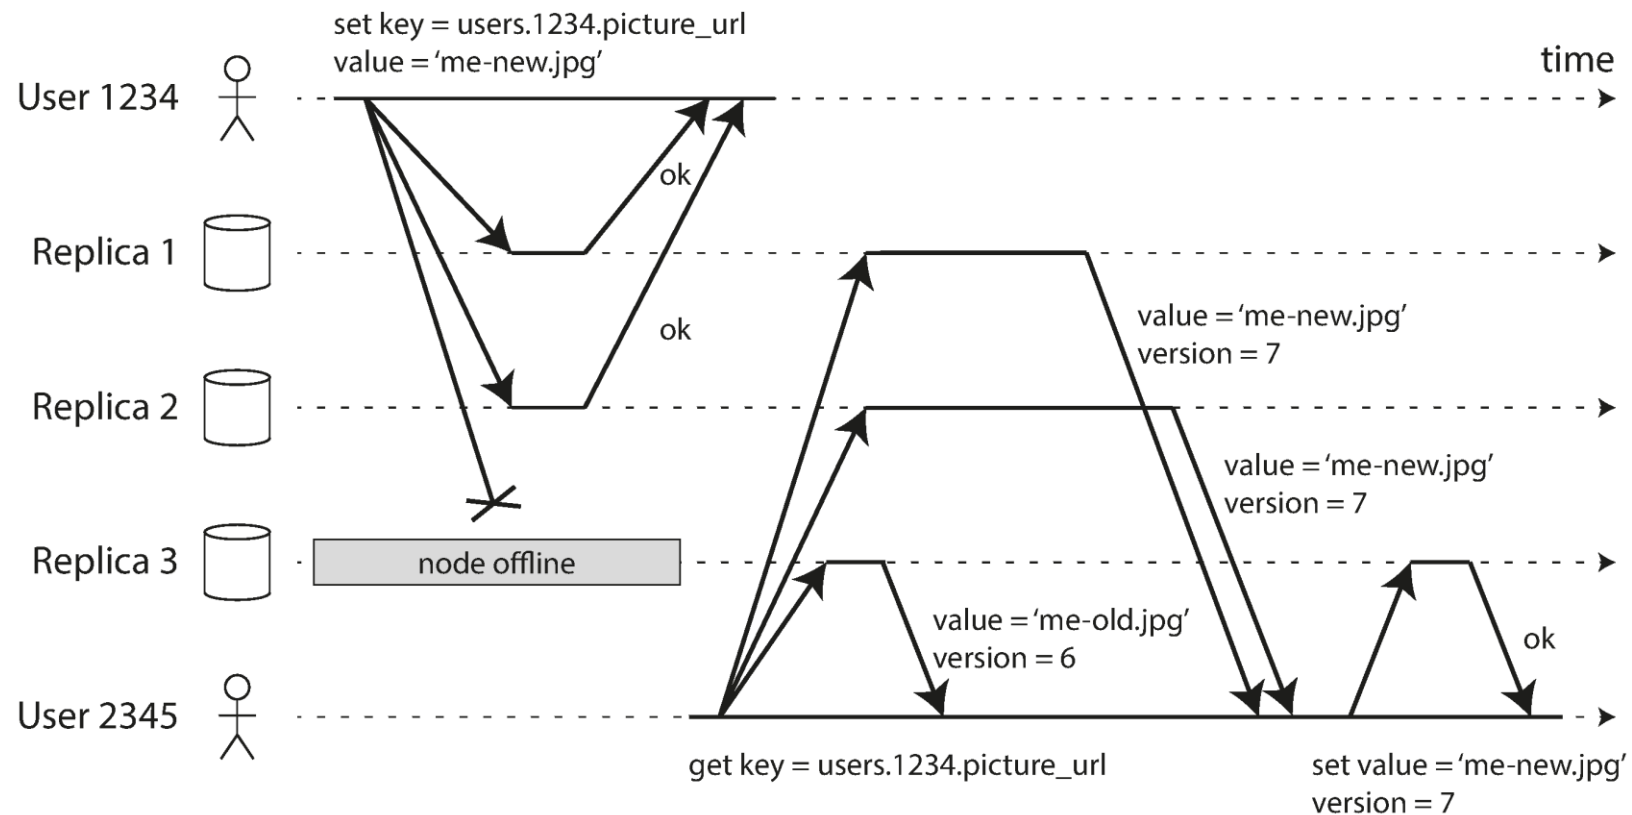 set key = users.1234.picture_url
value = ‘me-new.jpg’
time
User 1234
ok
Replica 1
value = ‘me-new.jpg’
version = 7
ok
Replica 2
value = ‘me-new.jpg’
version = 7
Replica 3
node offline
value = ‘me-old.jpg’
version = 6
ok
User 2345
get key = users.1234.picture_url
set value = ‘me-new.jpg’
version = 7